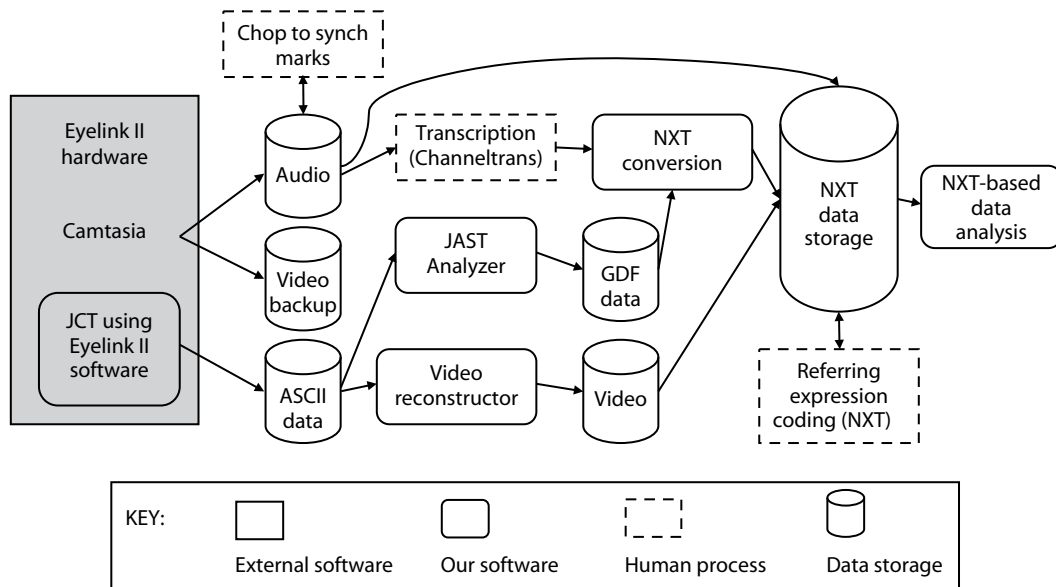 Chop to synch
marks
Eyelink II
hardware
Camtasia
JCT using
Eyelink II
software
Audio
Video
backup
ASCII
data
Transcription
(Channeltrans)
JAST
Analyzer
Video
reconstructor
NXT
conversion
GDF
data
Video
NXT
data
storage
Referring
expression
coding (NXT)
NXT-based
data
analysis
KEY:
External software
Our software
Human process
Data storage